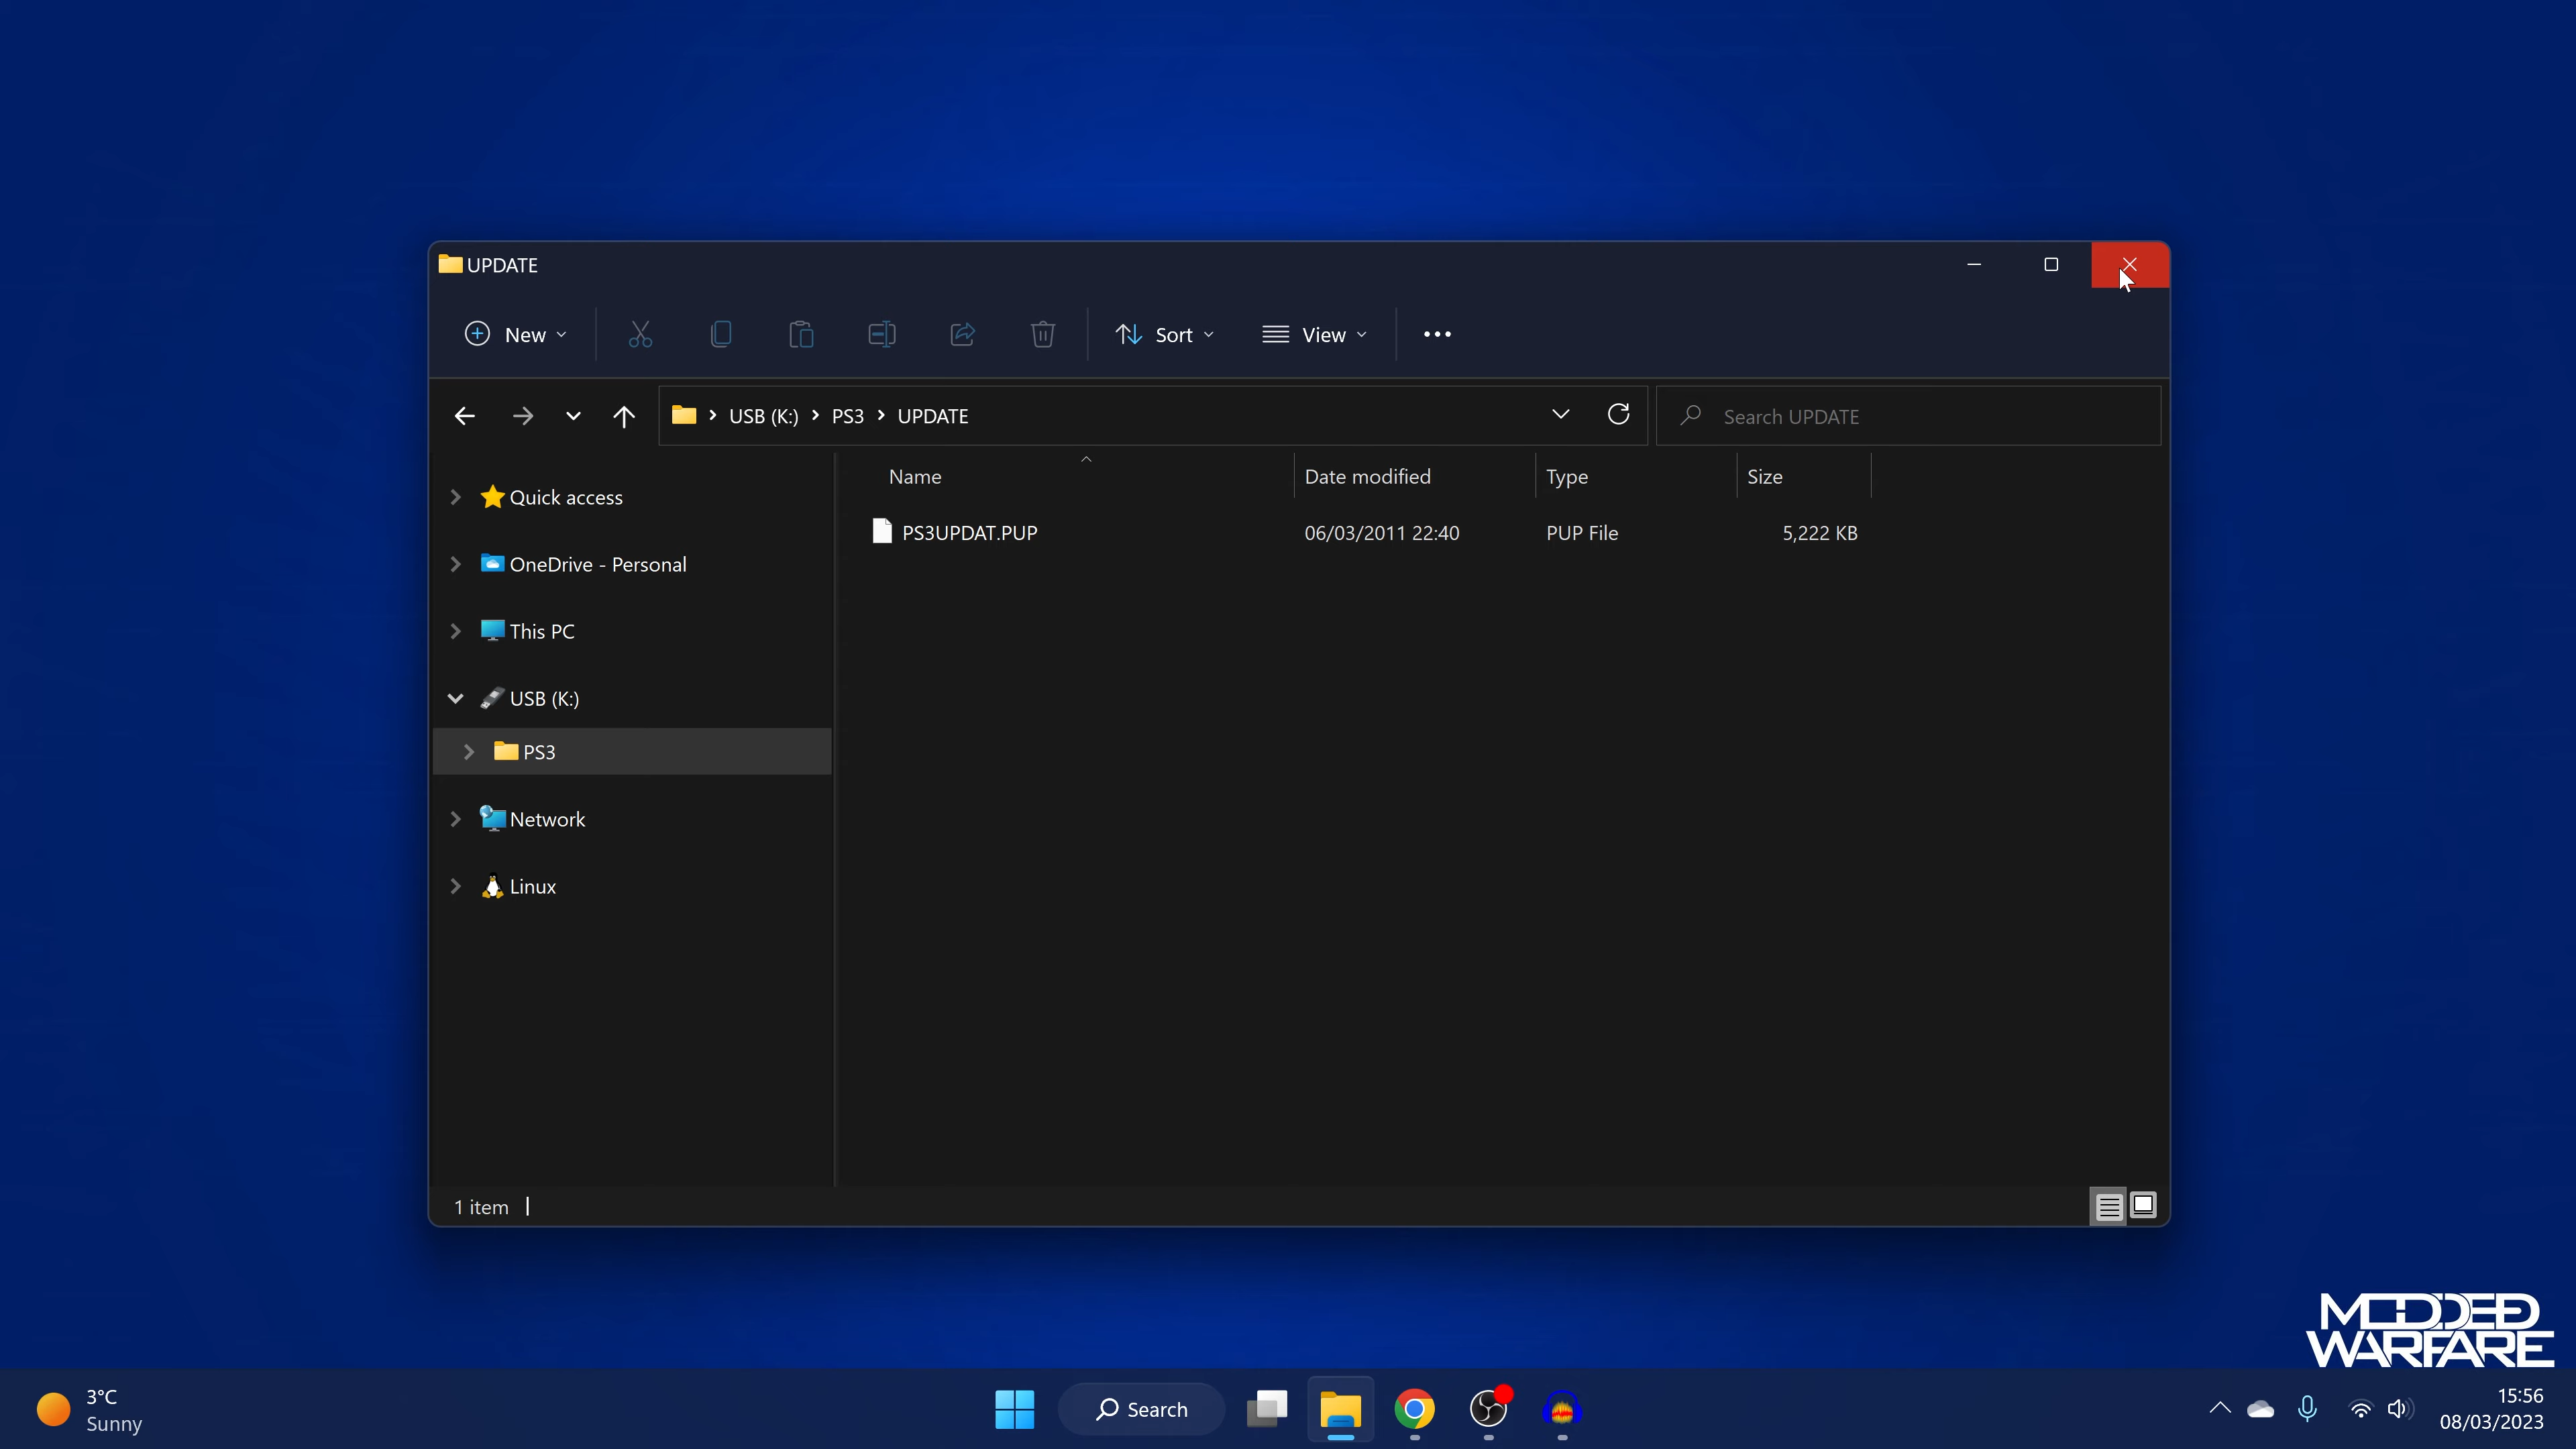 UPDATE
New
Sort
View
USB (K:) PS3 UPDATE
Search UPDATE
Name Date modified Type Size
PS3UPDAT.PUP 06/03/2011 22:40 PUP File 5,222 KB
Quick access
OneDrive - Personal
This PC
USB (K:)
PS3
Network
Linux
1 item
MODDED
WARFARE
3°C
Sunny
Search
15:56
08/03/2023